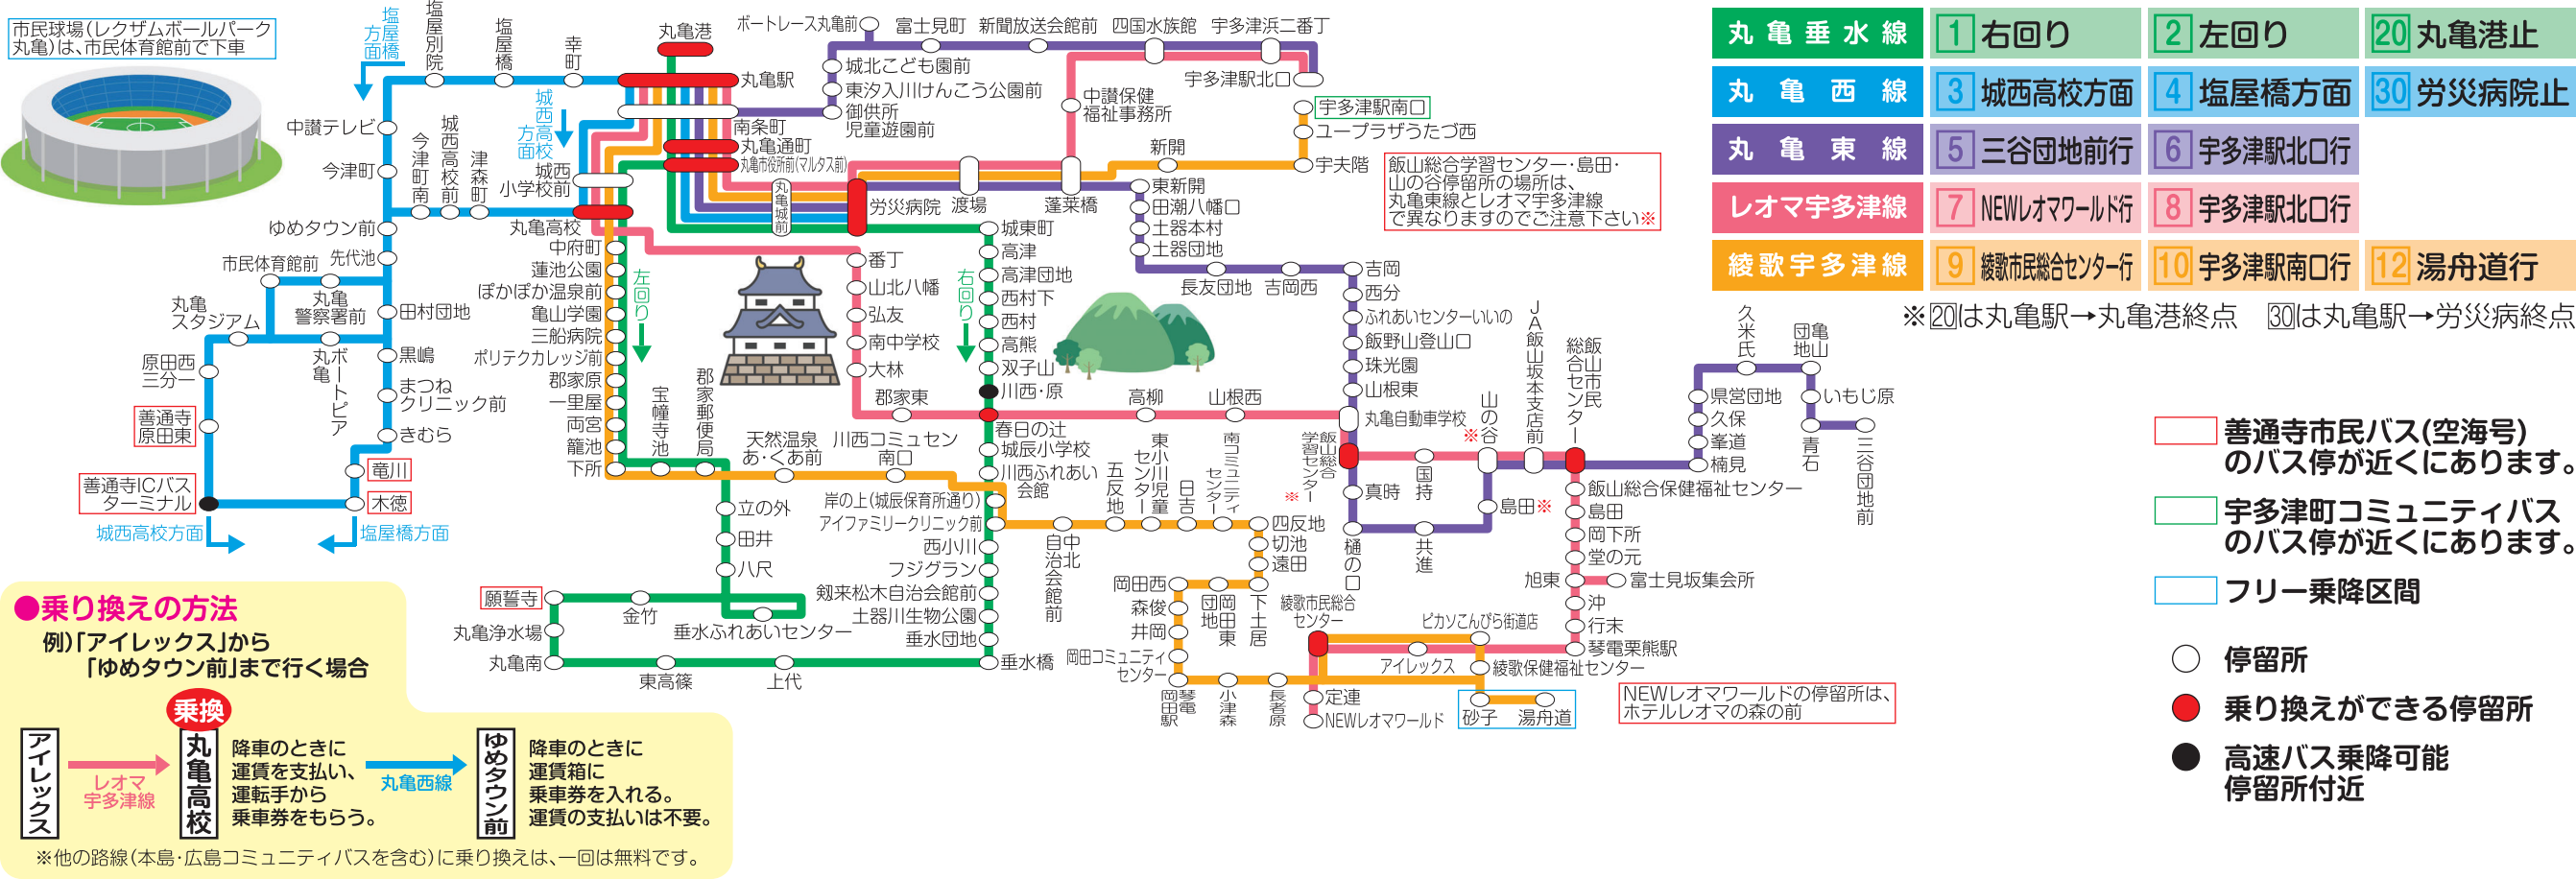 市民球場(レクザムボールパーク
丸亀)は、市民体育館前で下車
塩屋橋
方面
塩屋別院
塩屋橋
幸町
丸亀港
丸亀駅
城西高校
方面
南条町
丸亀通町
丸亀市役所前(マルタス前)
丸亀城前
労災病院
渡場
蓬莱橋
中讃テレビ
今津町
今津町南
城西高校前
津森町
城西
小学校前
丸亀高校
ゆめタウン前
先代池
市民体育館前
丸亀
警察署前
丸亀
スタジアム
田村団地
黒嶋
ボートピア
丸亀
まつね
クリニック前
きむら
竜川
木徳
原田西
三分一
善通寺
原田東
善通寺ICバス
ターミナル
城西高校方面
塩屋橋方面
ボートレース丸亀前
富士見町
新聞放送会館前
四国水族館
宇多津浜二番丁
宇多津駅北口
城北こども園前
東汐入川けんこう公園前
御供所
児童遊園前
中讃保健
福祉事務所
新開
宇多津駅南口
ユープラザうたづ西
宇夫階
飯山総合学習センター・島田・
山の谷停留所の場所は、
丸亀東線とレオマ宇多津線
で異なりますのでご注意下さい※
東新開
田潮八幡口
土器本村
土器団地
長友団地
吉岡西
吉岡
西分
ふれあいセンターいいの
飯野山登山口
珠光園
山根東
丸亀自動車学校
中府町
蓮池公園
ぽかぽか温泉前
亀山学園
三船病院
ポリテクカレッジ前
郡家原
一里屋
両宮
籠池
下所
左回り
宝幢寺池
郡家郵便局
番丁
山北八幡
弘友
南中学校
大林
郡家東
右回り
城東町
高津
高津団地
西村下
西村
高熊
双子山
川西・原
春日の辻
城辰小学校
川西ふれあい
会館
高柳
山根西
天然温泉
あ・くあ前
川西コミュセン
南口
岸の上(城辰保育所通り)
アイファミリークリニック前
西小川
フジグラン
剱来松木自治会館前
土器川生物公園
垂水団地
垂水橋
立の外
田井
八尺
垂水ふれあいセンター
金竹
願誓寺
丸亀浄水場
丸亀南
東高篠
上代
中北
自治会館前
五反地
東小川児童
センター
日吉
南コミュニティ
センター
四反地
切池
遠田
下土居
岡田東
団地
岡田西
森俊
井岡
岡田コミュニティ
センター
琴電
岡田駅
小津森
長者原
綾歌市民総合
センター
定連
NEWレオマワールド
ピカソこんぴら街道店
アイレックス
綾歌保健福祉センター
砂子
湯舟道
飯山総合
学習センター
※
真時
樋の口
共進
国持
山の谷
※
島田※
JA飯山坂本支店前
飯山市民
総合センター
飯山総合保健福祉センター
島田
岡下所
堂の元
旭東
富士見坂集会所
沖
行末
琴電栗熊駅
NEWレオマワールドの停留所は、
ホテルレオマの森の前
久米氏
亀山
団地
県営団地
久保
峯道
楠見
いもじ原
青石
三谷団地前
丸亀垂水線 1 右回り 2 左回り 20 丸亀港止
丸亀西線 3 城西高校方面 4 塩屋橋方面 30 労災病院止
丸亀東線 5 三谷団地前行 6 宇多津駅北口行
レオマ宇多津線 7 NEWレオマワールド行 8 宇多津駅北口行
綾歌宇多津線 9 綾歌市民総合センター行 10 宇多津駅南口行 12 湯舟道行
※20は丸亀駅→丸亀港終点 30は丸亀駅→労災病終点
善通寺市民バス(空海号)
のバス停が近くにあります。
宇多津町コミュニティバス
のバス停が近くにあります。
フリー乗降区間
停留所
乗り換えができる停留所
高速バス乗降可能
停留所付近
●乗り換えの方法
例)「アイレックス」から
「ゆめタウン前」まで行く場合
アイレックス
レオマ
宇多津線
乗換
丸亀高校
降車のときに
運賃を支払い、
運転手から
乗車券をもらう。
丸亀西線
ゆめタウン前
降車のときに
運賃箱に
乗車券を入れる。
運賃の支払いは不要。
※他の路線(本島・広島コミュニティバスを含む)に乗り換えは、一回は無料です。